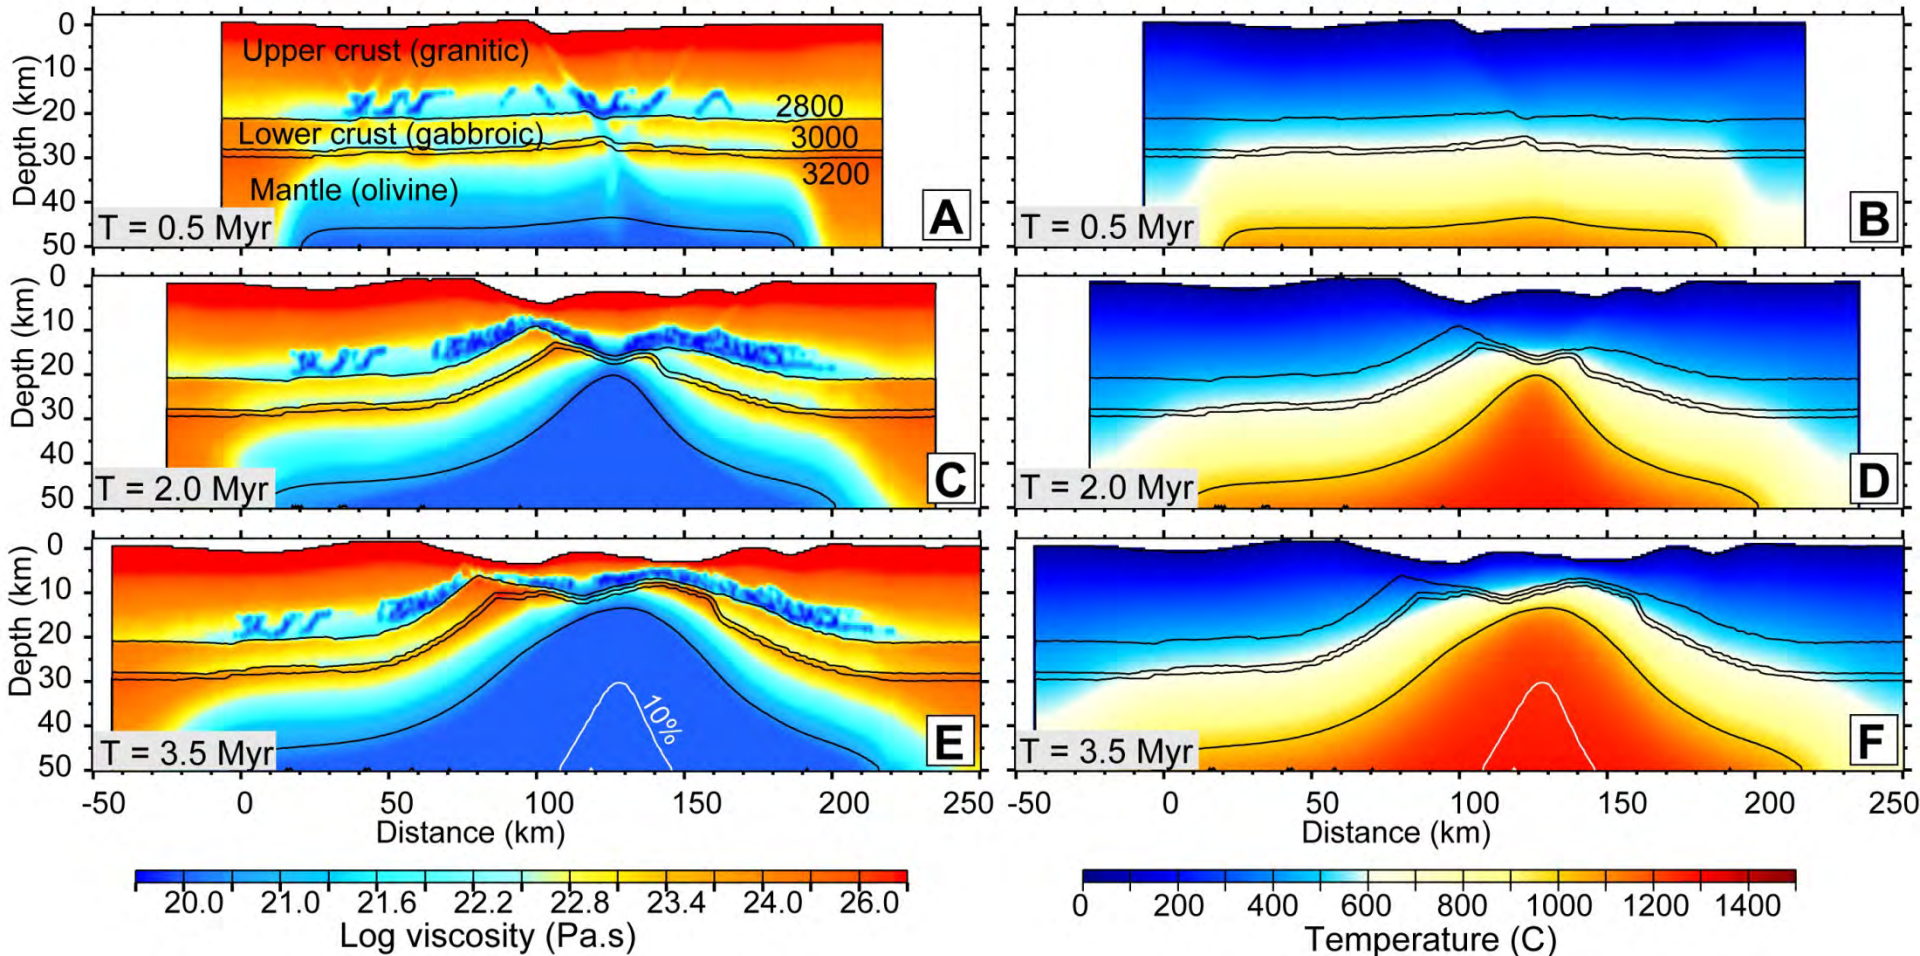 0
10
20
30
40
50
Depth (km)
Upper crust (granitic)
2800
Lower crust (gabbroic)
3000
3200
Mantle (olivine)
T = 0.5 Myr
A
T = 0.5 Myr
B
0
10
20
30
40
50
Depth (km)
T = 2.0 Myr
C
T = 2.0 Myr
D
0
10
20
30
40
50
Depth (km)
10%
T = 3.5 Myr
E
T = 3.5 Myr
F
-50 0 50 100 150 200 250
Distance (km)
-50 0 50 100 150 200 250
Distance (km)
20.0 21.0 21.6 22.2 22.8 23.4 24.0 26.0
Log viscosity (Pa.s)
0 200 400 600 800 1000 1200 1400
Temperature (C)